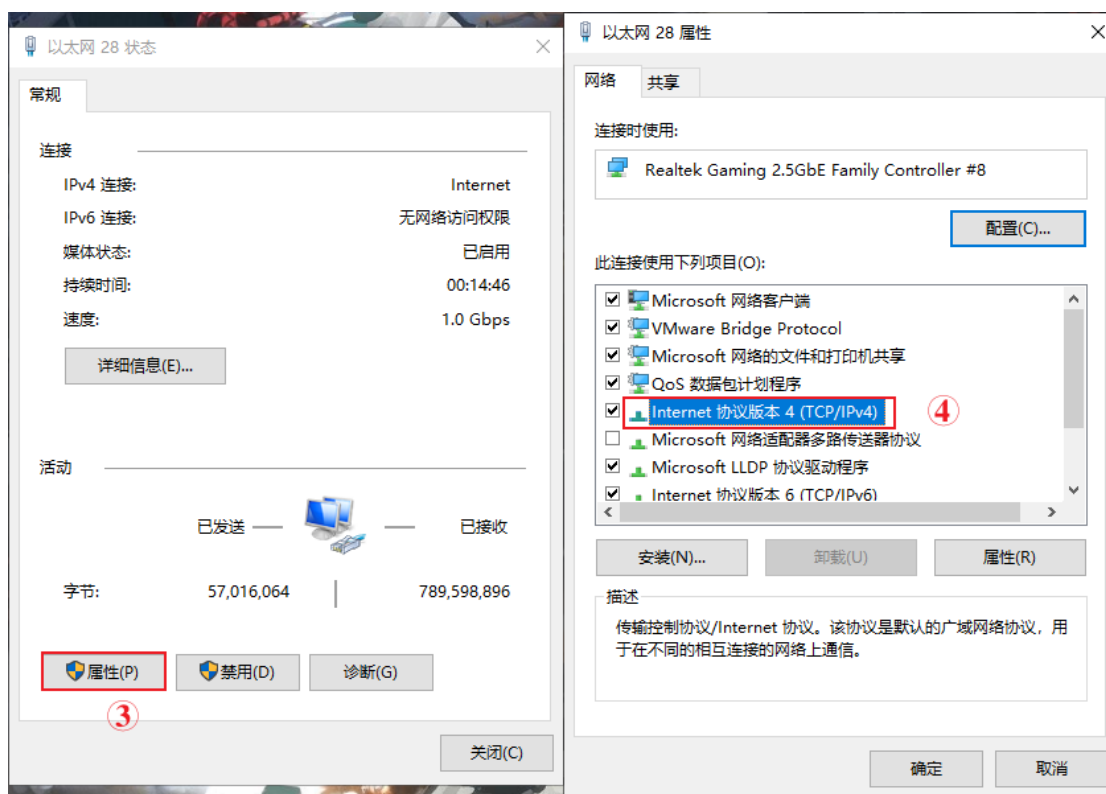 以太网 28 状态
常规
连接
IPv4 连接:
Internet
IPv6 连接:
无网络访问权限
媒体状态:
已启用
持续时间:
00:14:46
速度:
1.0 Gbps
详细信息(E)...
活动
已发送
已接收
字节:
57,016,064
789,598,896
属性(P)
禁用(D)
诊断(G)
③
关闭(C)
以太网 28 属性
网络
共享
连接时使用:
Realtek Gaming 2.5GbE Family Controller #8
配置(C)...
此连接使用下列项目(O):
Microsoft 网络客户端
VMware Bridge Protocol
Microsoft 网络的文件和打印机共享
QoS 数据包计划程序
Internet 协议版本 4 (TCP/IPv4)
④
Microsoft 网络适配器多路传送器协议
Microsoft LLDP 协议驱动程序
Internet 协议版本 6 (TCP/IPv6)
安装(N)...
卸载(U)
属性(R)
描述
传输控制协议/Internet 协议。该协议是默认的广域网络协议，用
于在不同的相互连接的网络上通信。
确定
取消